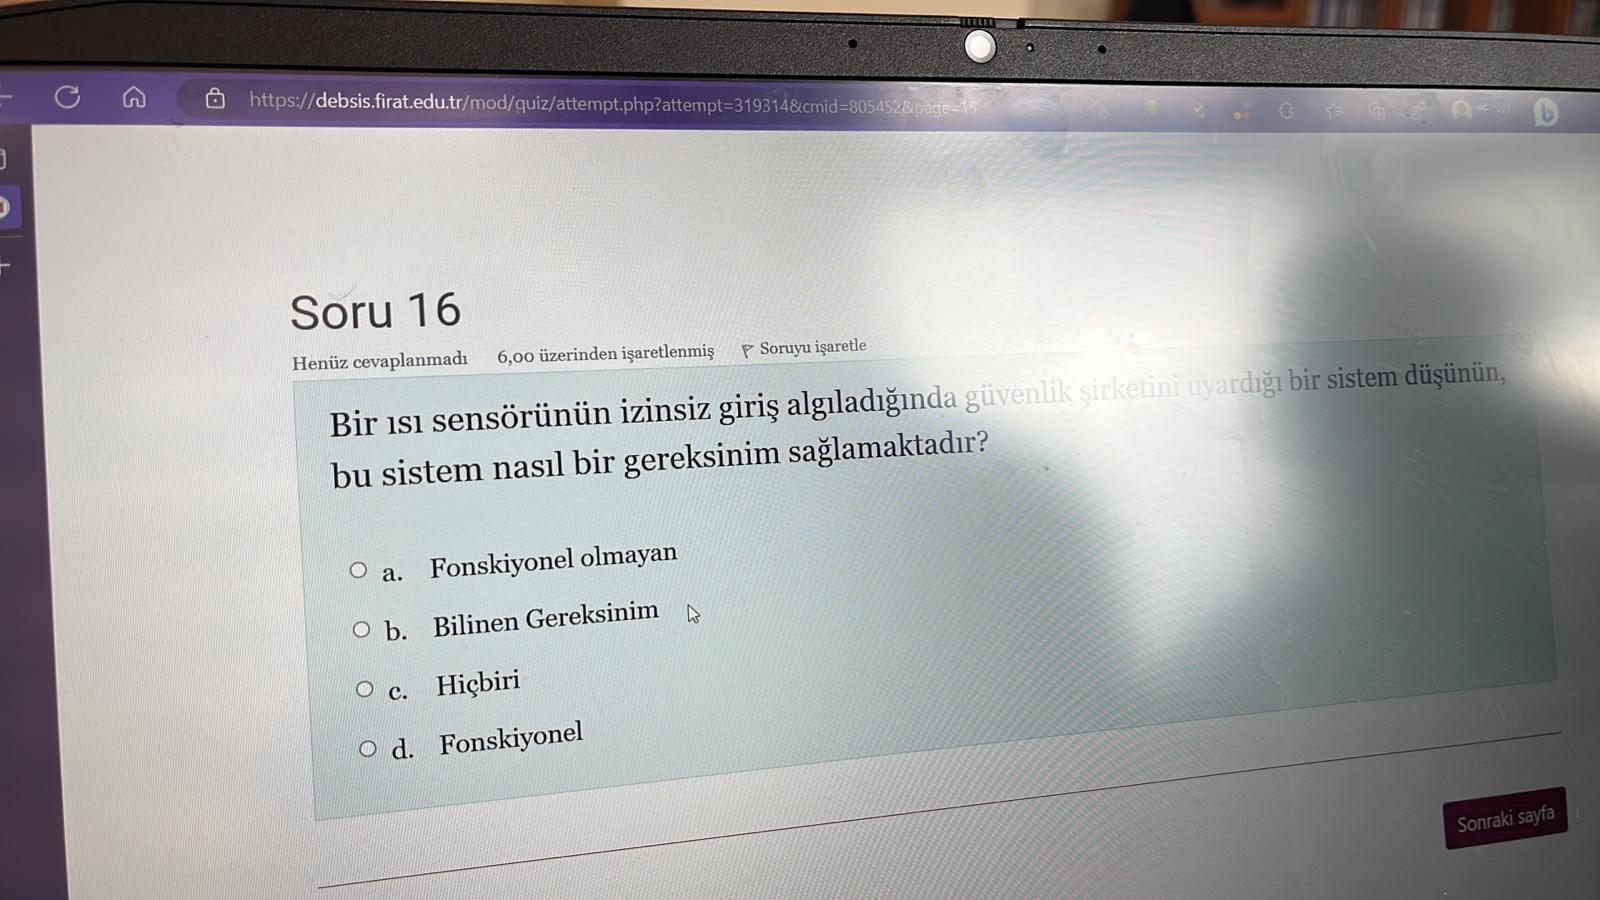 https://debsis.firat.edu.tr/mod/quiz/attempt.php?attempt=319314&cmid=805452&page=15
Soru 16
Henüz cevaplanmadı 6,00 üzerinden işaretlenmiş Soruyu işaretle
Bir ısı sensörünün izinsiz giriş algıladığında güvenlik şirketini uyardığı bir sistem düşünün,
bu sistem nasıl bir gereksinim sağlamaktadır?
a. Fonskiyonel olmayan
b. Bilinen Gereksinim
c. Hiçbiri
d. Fonskiyonel
Sonraki sayfa